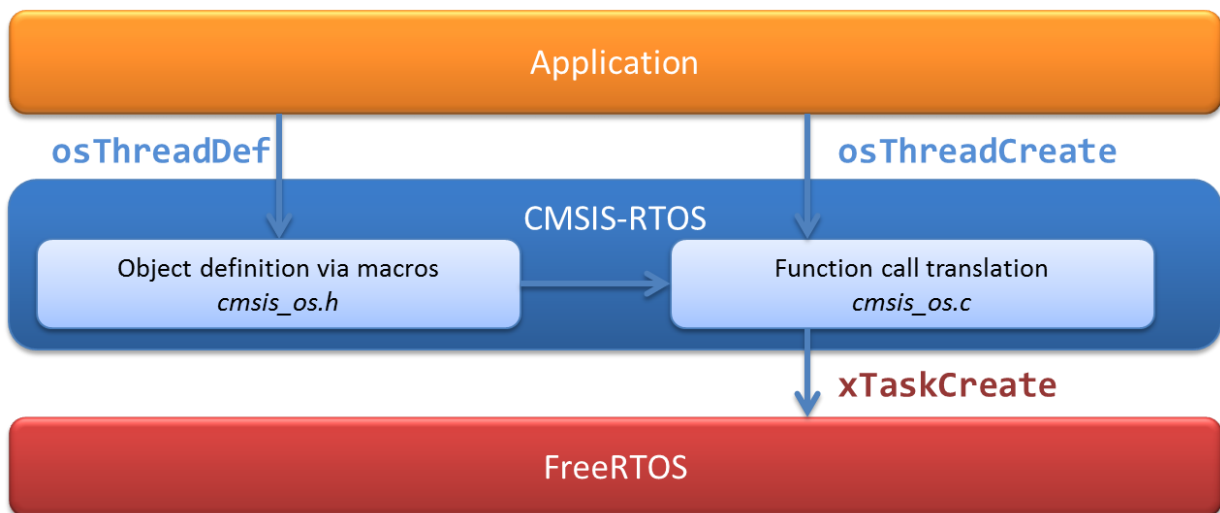 Application
osThreadDef
osThreadCreate
CMSIS-RTOS
Object definition via macros
cmsis_os.h
Function call translation
cmsis_os.c
xTaskCreate
FreeRTOS